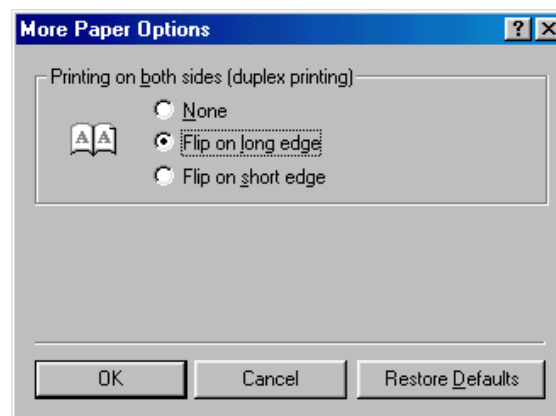 More Paper Options
Printing on both sides (duplex printing)
None
A A
Flip on long edge
Flip on short edge
OK Cancel Restore Defaults